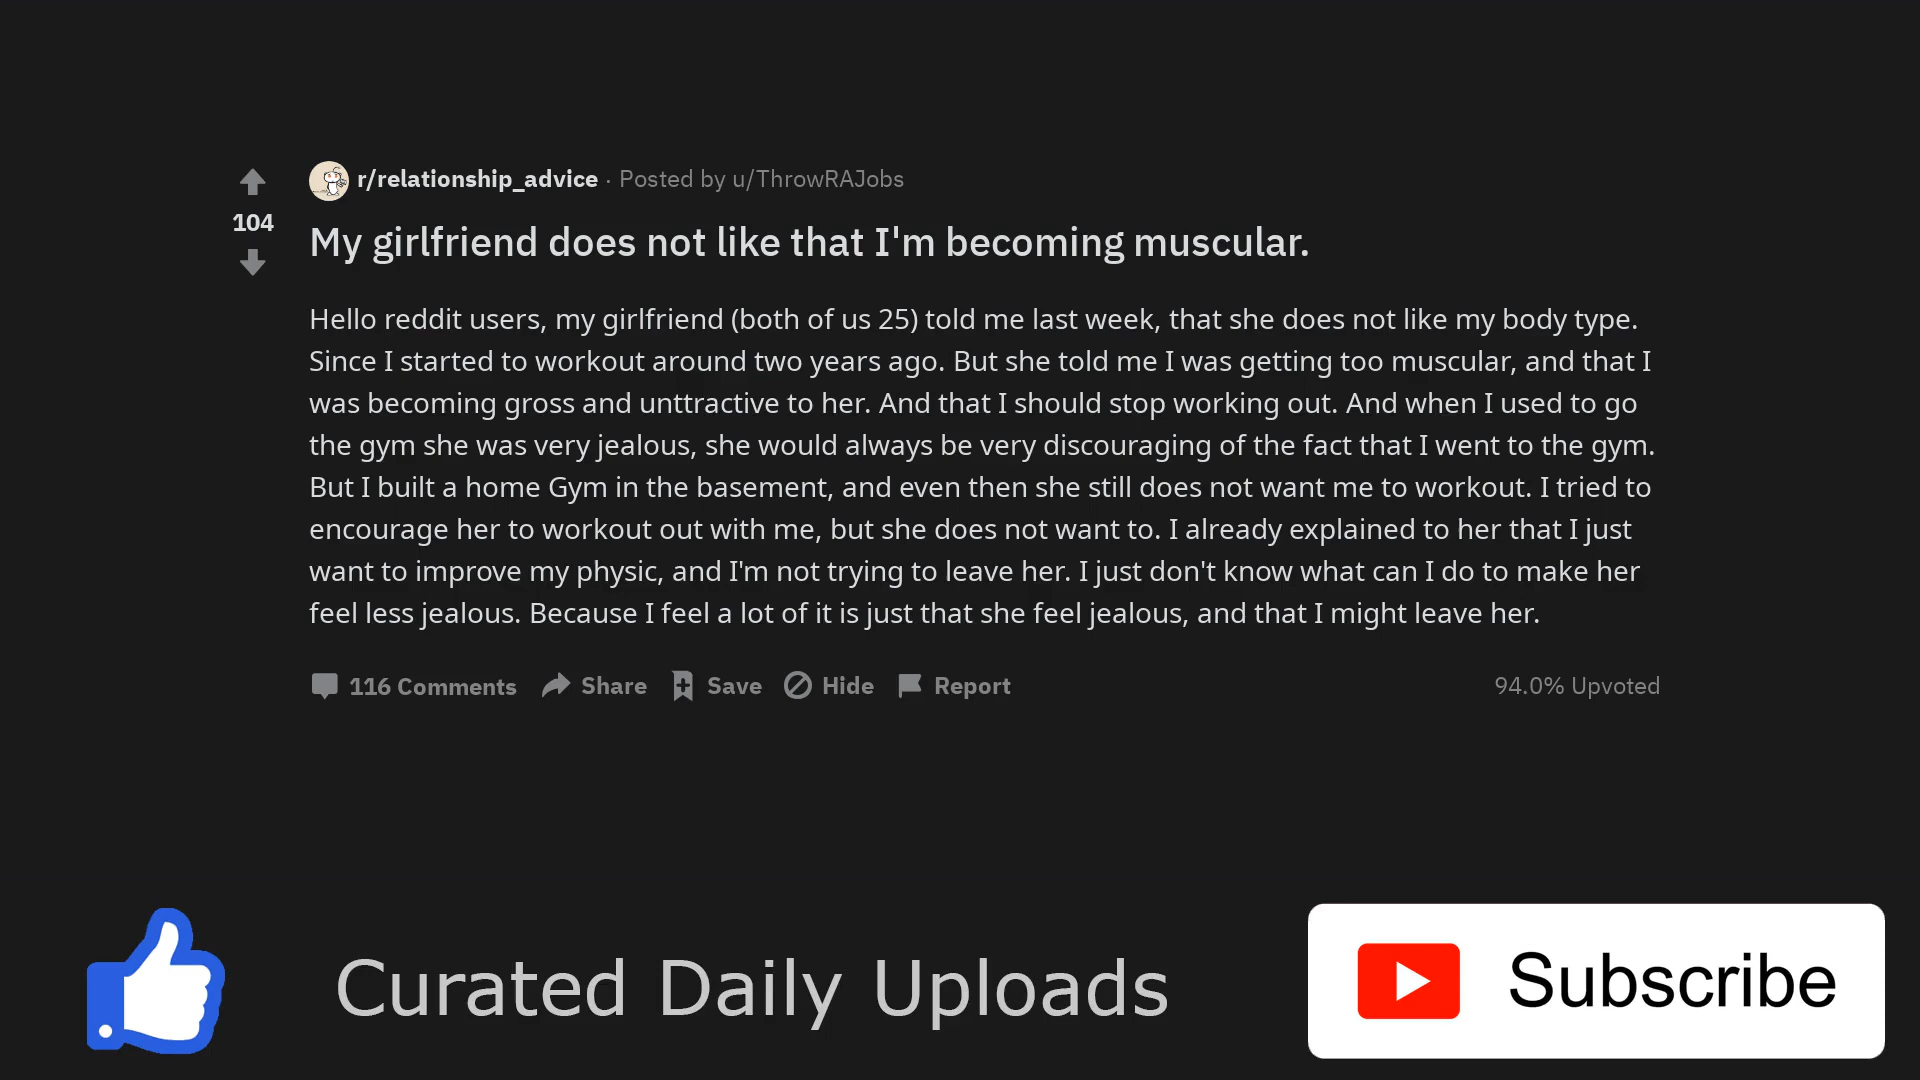 r/relationship_advice · Posted by u/ThrowRAJobs
104
My girlfriend does not like that I'm becoming muscular.
Hello reddit users, my girlfriend (both of us 25) told me last week, that she does not like my body type.
Since I started to workout around two years ago. But she told me I was getting too muscular, and that I
was becoming gross and unttractive to her. And that I should stop working out. And when I used to go
the gym she was very jealous, she would always be very discouraging of the fact that I went to the gym.
But I built a home Gym in the basement, and even then she still does not want me to workout. I tried to
encourage her to workout out with me, but she does not want to. I already explained to her that I just
want to improve my physic, and I'm not trying to leave her. I just don't know what can I do to make her
feel less jealous. Because I feel a lot of it is just that she feel jealous, and that I might leave her.
116 Comments Share Save Hide Report 94.0% Upvoted
Curated Daily Uploads
Subscribe